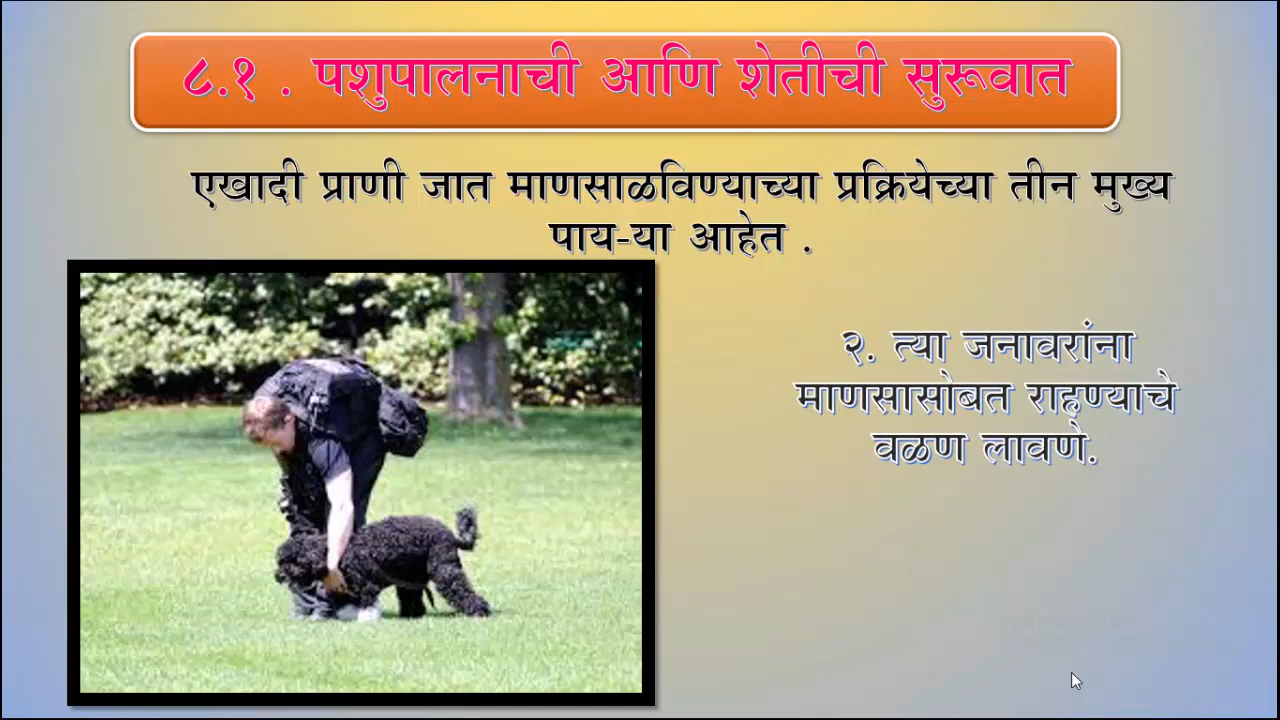 ८.१ . पशुपालनाची आणि शेतीची सुरूवात
एखादी प्राणी जात माणसाळविण्याच्या प्रक्रियेच्या तीन मुख्य
पाय-या आहेत .
२. त्या जनावरांना
माणसासोबत राहण्याचे
वळण लावणे.